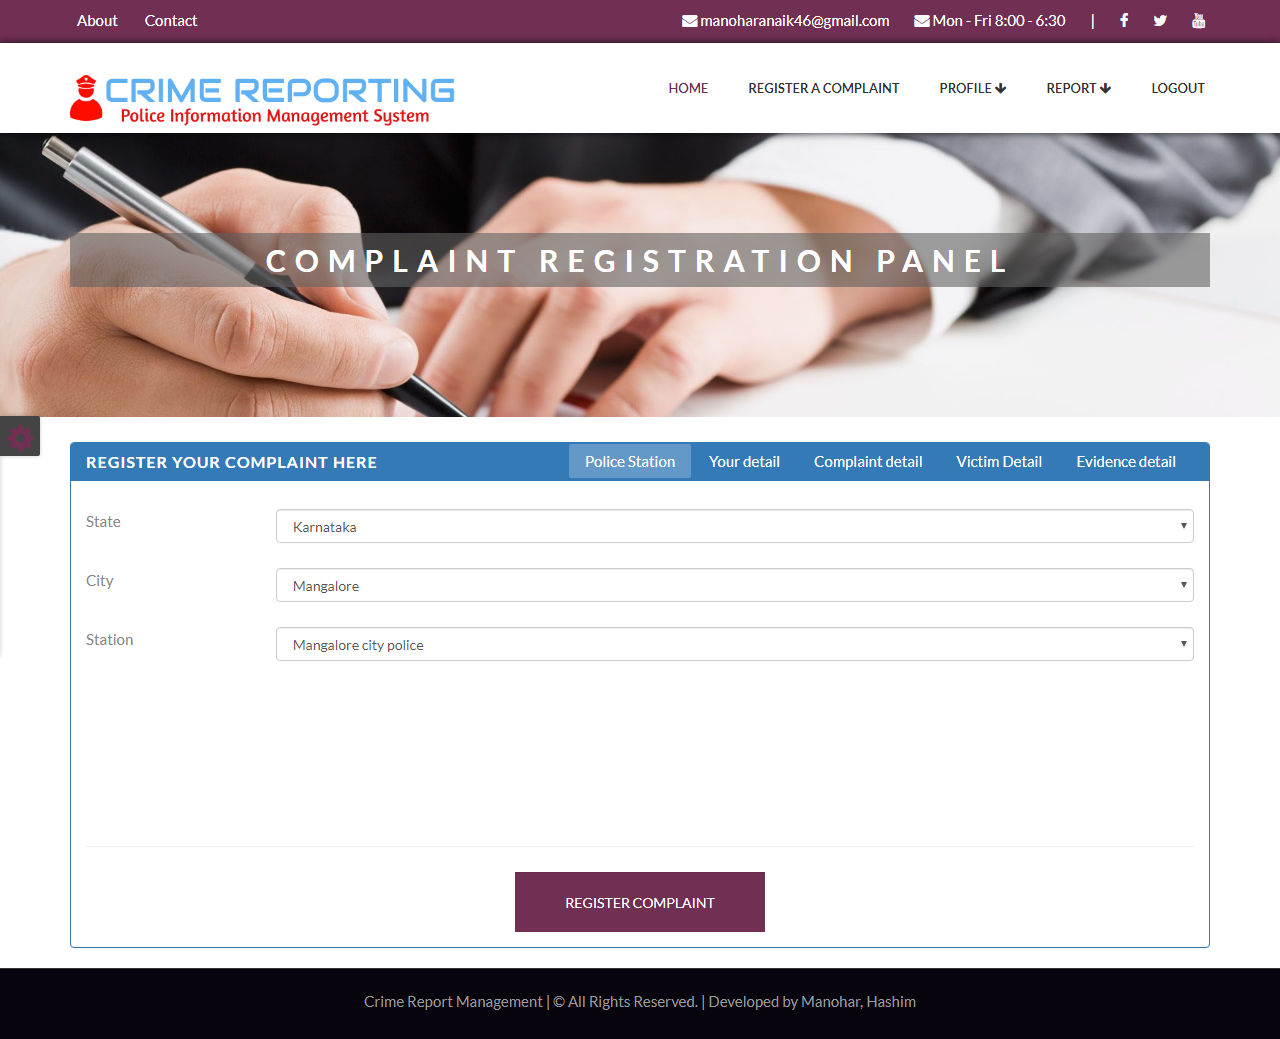 About Contact manoharanaik46@gmail.com Mon - Fri 8:00 - 6:30 |
CRIME REPORTING
Police Information Management System
HOME REGISTER A COMPLAINT PROFILE REPORT LOGOUT
COMPLAINT REGISTRATION PANEL
REGISTER YOUR COMPLAINT HERE Police Station Your detail Complaint detail Victim Detail Evidence detail
State Karnataka
City Mangalore
Station Mangalore city police
REGISTER COMPLAINT
Crime Report Management | © All Rights Reserved. | Developed by Manohar, Hashim